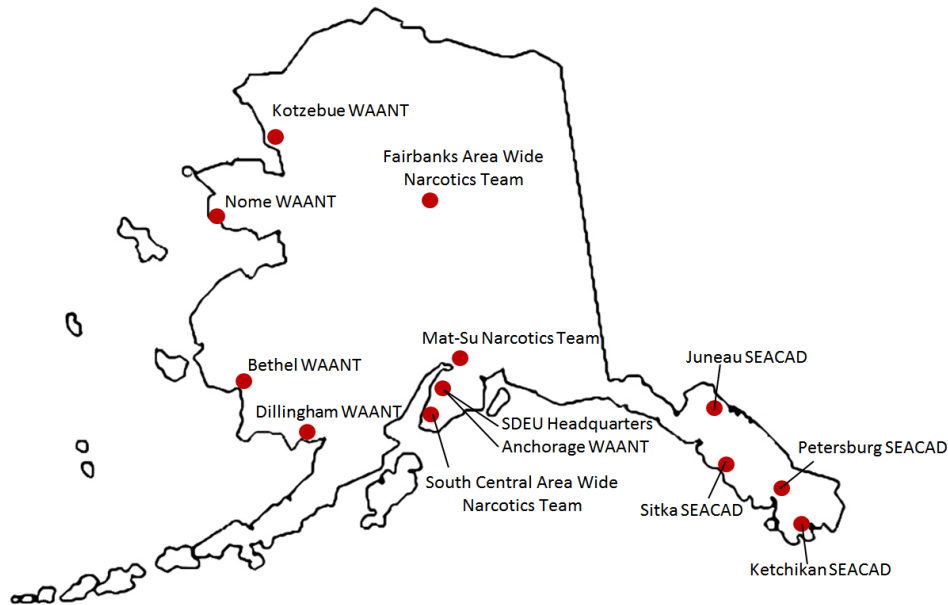 Kotzebue WAANT
Fairbanks Area Wide
Narcotics Team
Nome WAANT
Mat-Su Narcotics Team
Juneau SEACAD
Bethel WAANT
Dillingham WAANT
SDEU Headquarters
Anchorage WAANT
Petersburg SEACAD
South Central Area Wide
Narcotics Team
Sitka SEACAD
Ketchikan SEACAD